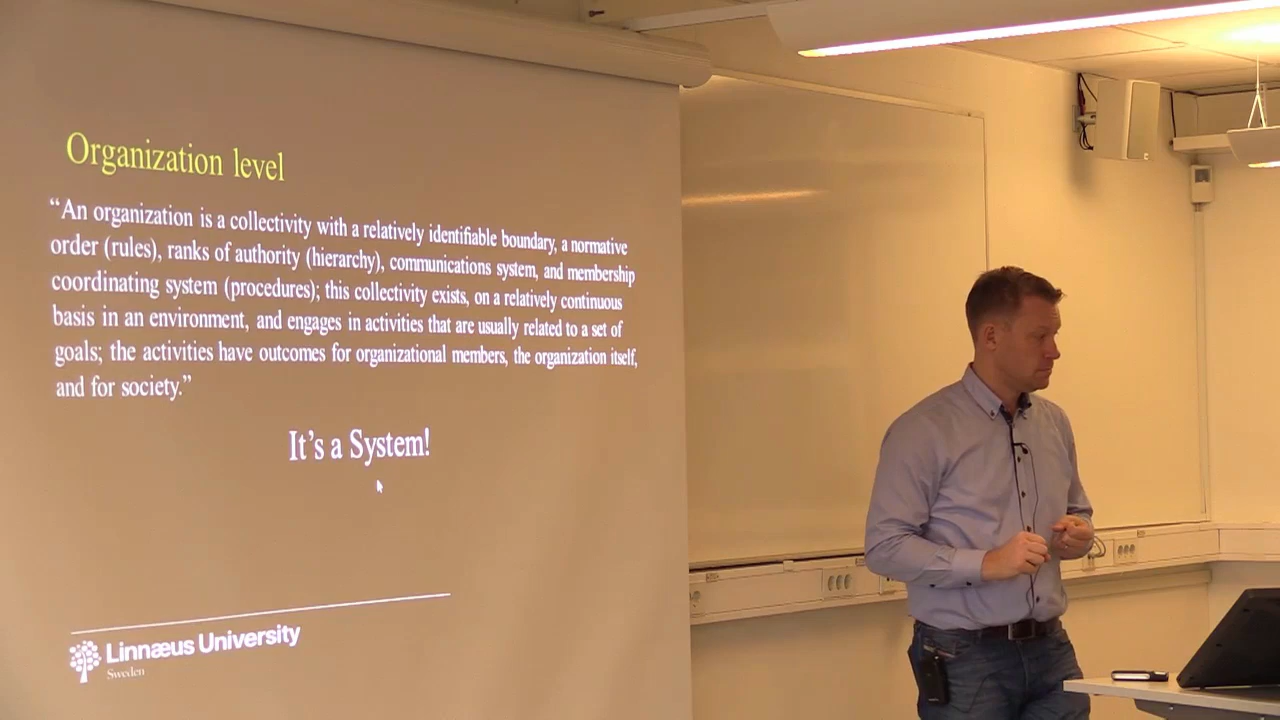 Organization level
“An organization is a collectivity with a relatively identifiable boundary, a normative
order (rules), ranks of authority (hierarchy), communications system, and membership
coordinating system (procedures); this collectivity exists, on a relatively continuous
basis in an environment, and engages in activities that are usually related to a set of
goals; the activities have outcomes for organizational members, the organization itself,
and for society.”
It’s a System!
Linnæus University
Sweden